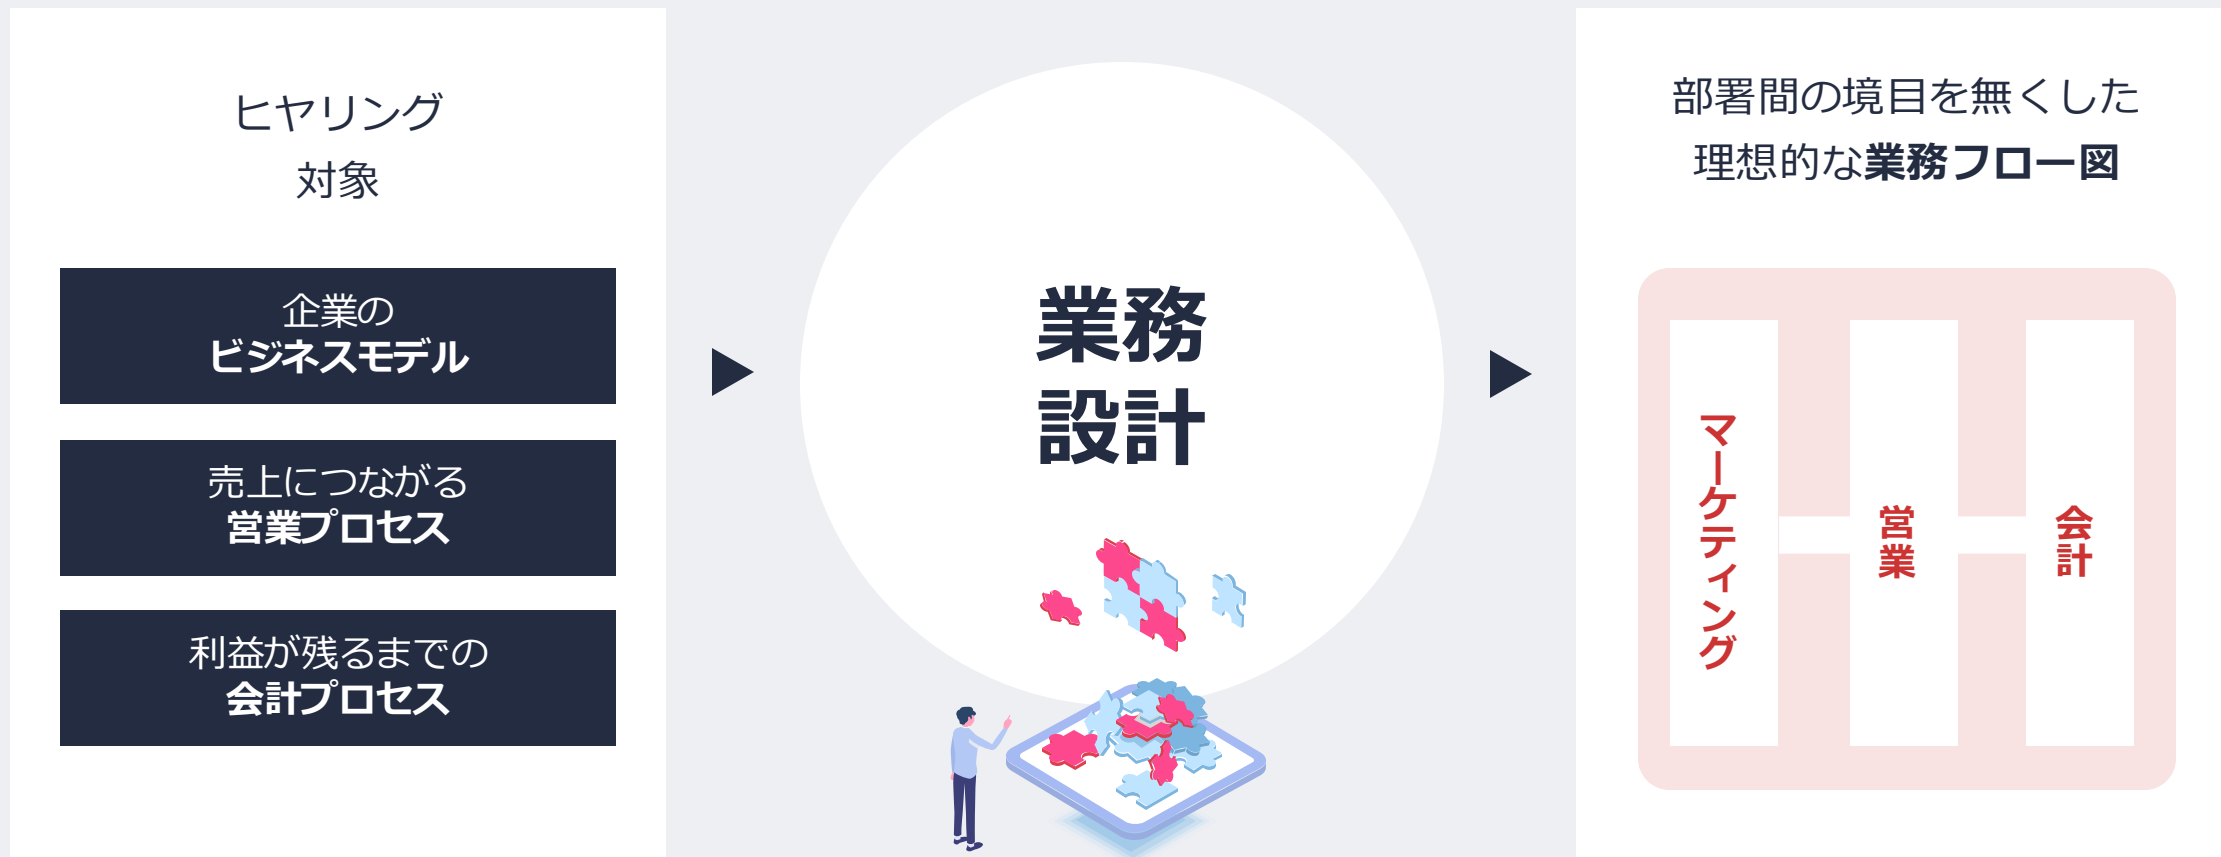 ヒヤリング
対象
企業の
ビジネスモデル
売上につながる
営業プロセス
利益が残るまでの
会計プロセス
業務
設計
部署間の境目を無くした
理想的な業務フロー図
マーケティング
営業
会計